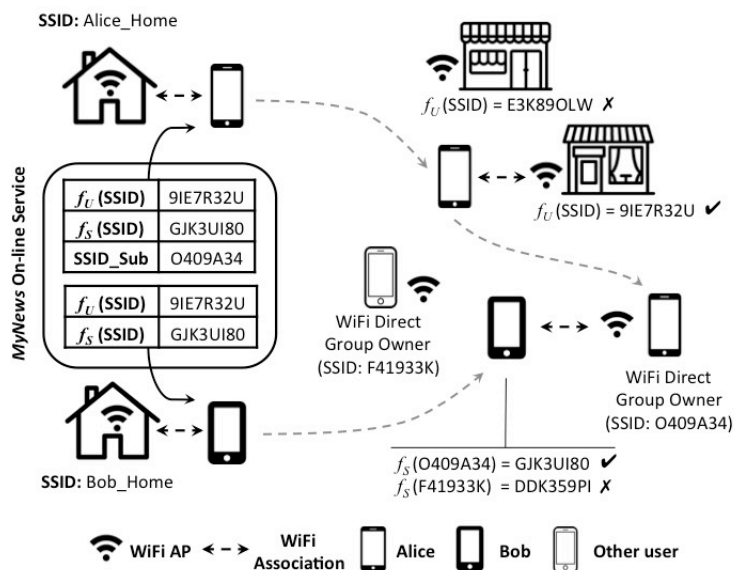 SSID: Alice_Home
f_U(SSID) = E3K89OLW ✗
f_U(SSID) = 9IE7R32U ✔
MyNews On-line Service
f_U(SSID) 9IE7R32U
f_S(SSID) GJK3UI80
SSID_Sub O409A34
f_U(SSID) 9IE7R32U
f_S(SSID) GJK3UI80
WiFi Direct
Group Owner
(SSID: F41933K)
WiFi Direct
Group Owner
(SSID: O409A34)
SSID: Bob_Home
f_S(O409A34) = GJK3UI80 ✔
f_S(F41933K) = DDK359PI ✗
WiFi AP
WiFi
Association
Alice
Bob
Other user